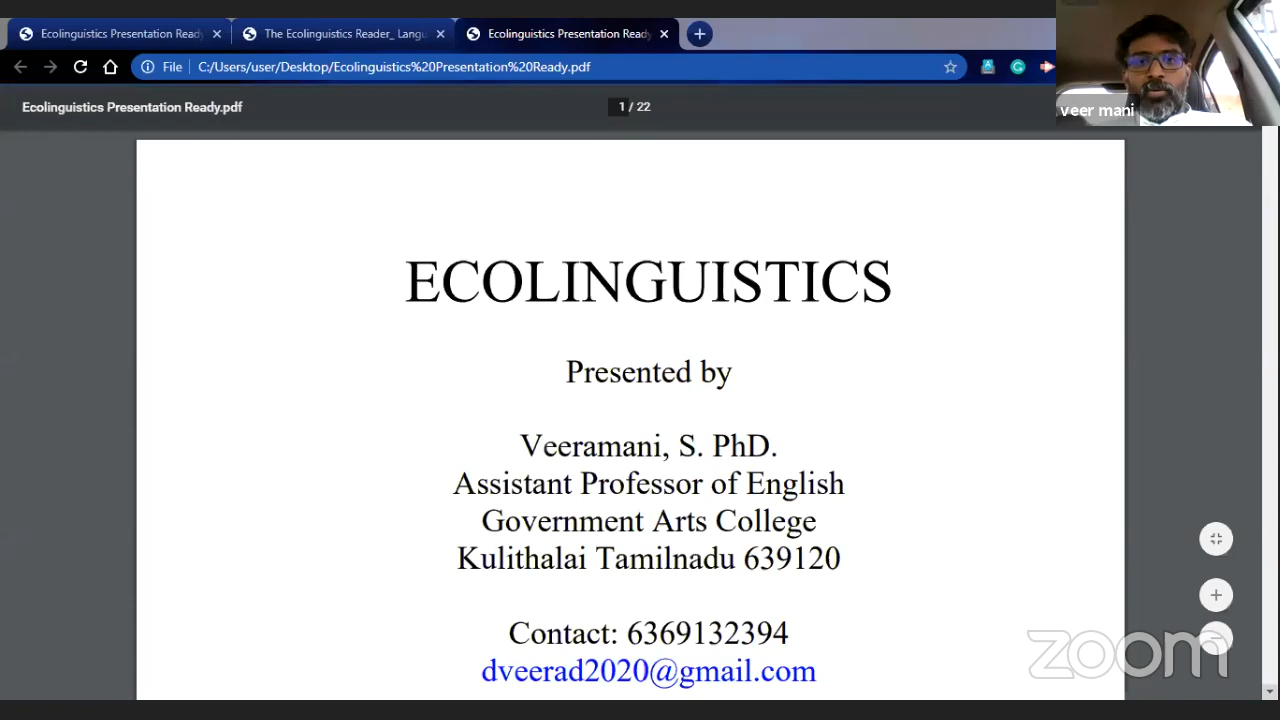 Ecolinguistics Presentation Ready
The Ecolinguistics Reader_ Langu
Ecolinguistics Presentation Ready
File C:/Users/user/Desktop/Ecolinguistics%20Presentation%20Ready.pdf
veer mani
Ecolinguistics Presentation Ready.pdf
1 / 22
ECOLINGUISTICS
Presented by
Veeramani, S. PhD.
Assistant Professor of English
Government Arts College
Kulithalai Tamilnadu 639120
Contact: 6369132394
dveerad2020@gmail.com
zoom